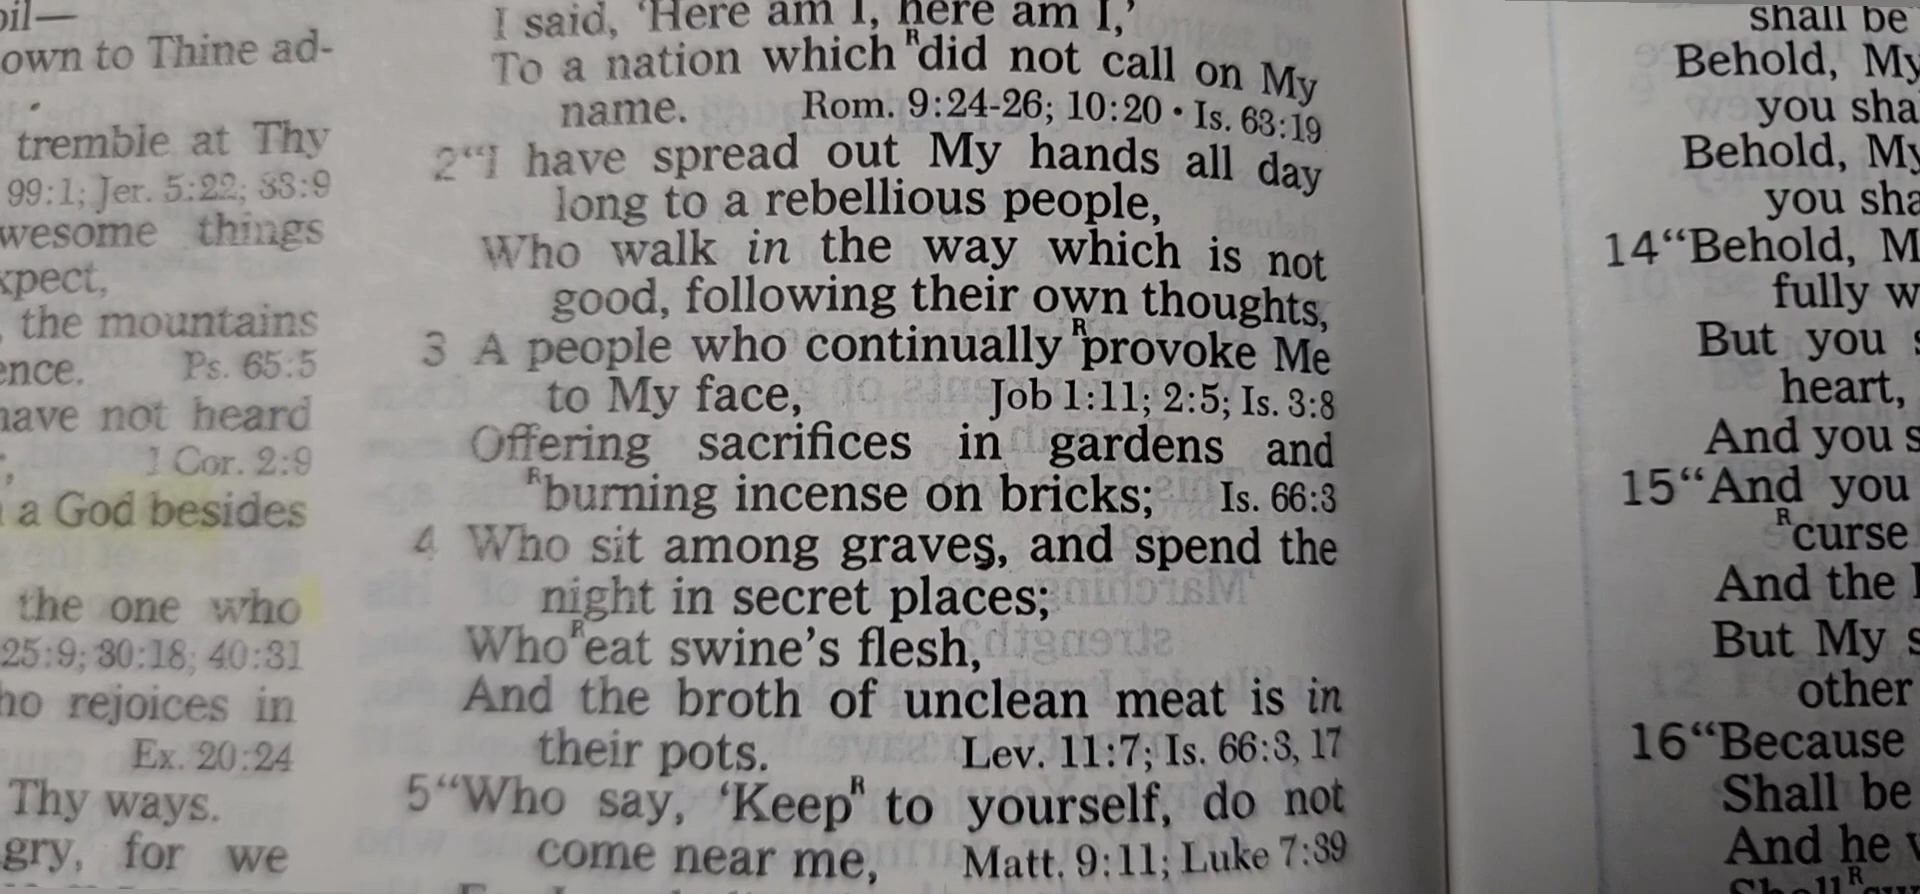 own to Thine ad-
tremble at Thy
99:1; Jer. 5:22; 33:9
things
the mountains
Ps. 65:5
have not heard
1 Cor. 2:9
a God besides
the one who
25:9; 30:18; 40:31
rejoices in
Ex. 20:24
Thy ways.
for we
I said, ‘Here am I, here am I,’
To a nation which ᴿdid not call on My
name. Rom. 9:24-26; 10:20 · Is. 63:19
2 “I have spread out My hands all day
long to a rebellious people,
Who walk in the way which is not
good, following their own thoughts,
3 A people who continually ᴿprovoke Me
to My face, Job 1:11; 2:5; Is. 3:8
Offering sacrifices in gardens and
ᴿburning incense on bricks; Is. 66:3
4 Who sit among graves, and spend the
night in secret places;
Who ᴿeat swine’s flesh,
And the broth of unclean meat is in
their pots. Lev. 11:7; Is. 66:3, 17
5 “Who say, ‘Keepᴿ to yourself, do not
come near me, Matt. 9:11; Luke 7:39
shall be
Behold, My
you
Behold, My
you
14 “Behold,
fully
But you
heart,
And you
15 “And you
ᴿcurse
And the
But My
other
16 “Because
Shall be
And he